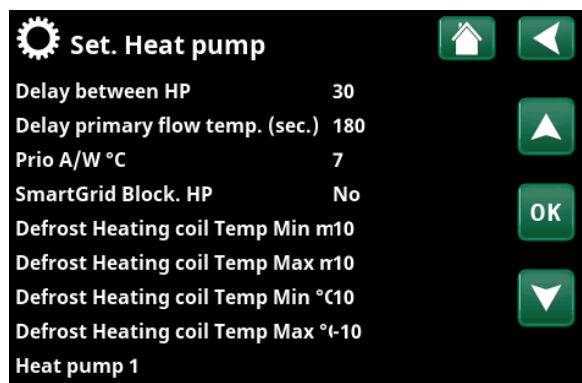 Set. Heat pump
Delay between HP 30
Delay primary flow temp. (sec.) 180
Prio A/W °C 7
SmartGrid Block. HP No
Defrost Heating coil Temp Min m10
Defrost Heating coil Temp Max m10
Defrost Heating coil Temp Min °C10
Defrost Heating coil Temp Max °(-10
Heat pump 1
OK